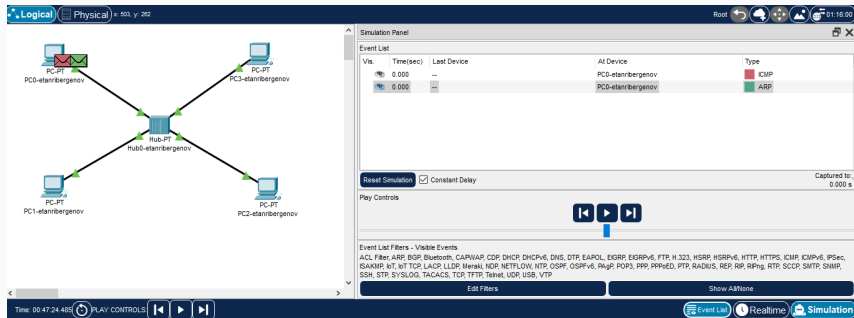 Logical Physical x: 503, y: 262 Root 01:16:00
PC-PT
PC0-etanribergenov
PC-PT
PC3-etanribergenov
Hub-PT
Hub0-etanribergenov
PC-PT
PC1-etanribergenov
PC-PT
PC2-etanribergenov
Simulation Panel
Event List
Vis. Time(sec) Last Device At Device Type
0.000 -- PC0-etanribergenov ICMP
0.000 -- PC0-etanribergenov ARP
Reset Simulation Constant Delay Captured to:
0.000 s
Play Controls
Event List Filters - Visible Events
ACL Filter, ARP, BGP, Bluetooth, CAPWAP, CDP, DHCP, DHCPv6, DNS, DTP, EAPOL, EIGRP, EIGRPv6, FTP, H.323, HSRP, HSRPv6, HTTP, HTTPS, ICMP, ICMPv6, IPSec,
ISAKMP, IoT, IoT TCP, LACP, LLDP, Meraki, NDP, NETFLOW, NTP, OSPF, OSPFv6, PAgP, POP3, PPP, PPPoED, PTP, RADIUS, REP, RIP, RIPng, RTP, SCCP, SMTP, SNMP,
SSH, STP, SYSLOG, TACACS, TCP, TFTP, Telnet, UDP, USB, VTP
Edit Filters Show All/None
Time: 00:47:24.485 PLAY CONTROLS: Event List Realtime Simulation